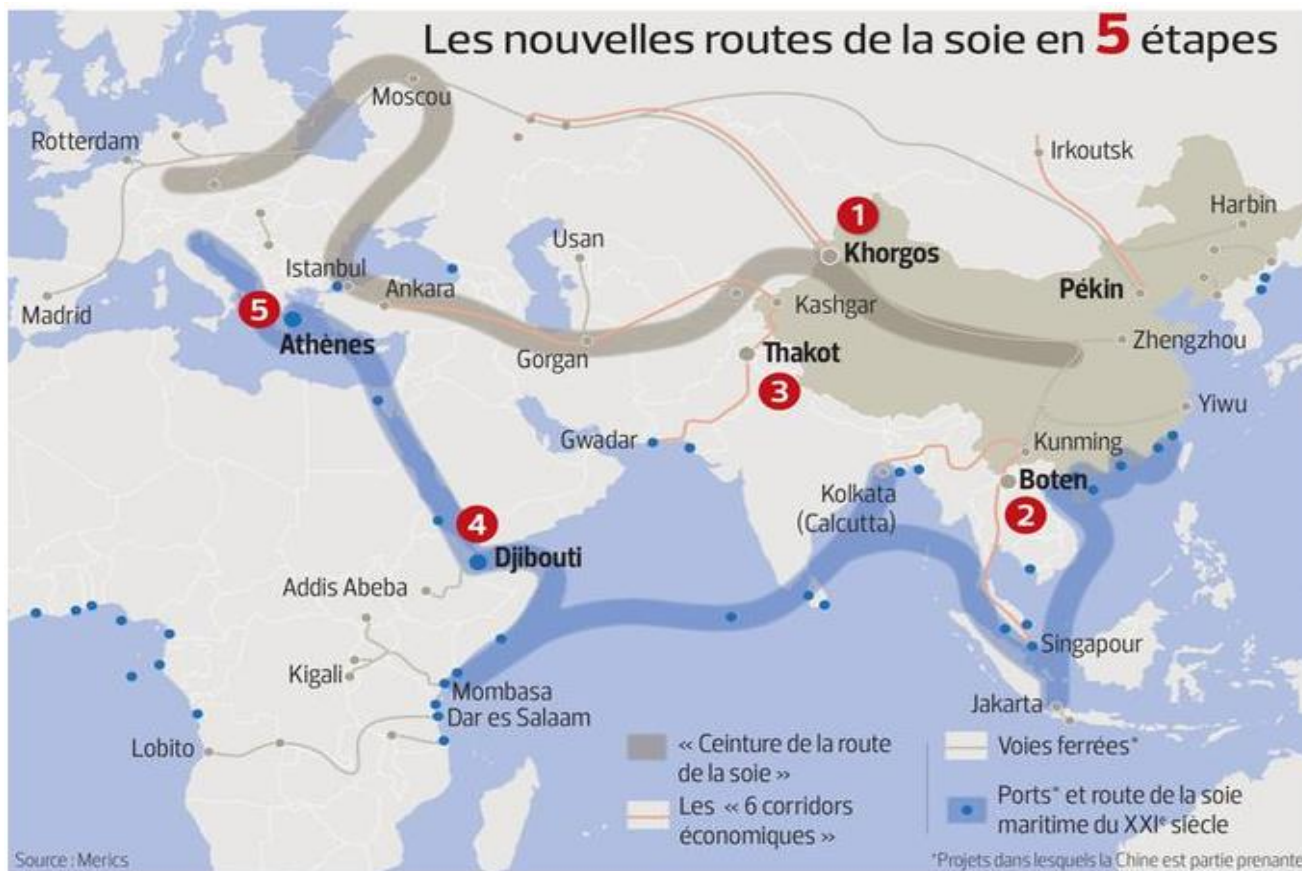 Les nouvelles routes de la soie en 5 étapes
Moscou
Rotterdam
Irkoutsk
1
Harbin
Usan
Khorgos
Istanbul
Ankara
Pékin
Madrid
5
Kashgar
Athènes
Gorgan
Thakot
Zhengzhou
3
Yiwu
Gwadar
Kunming
Kolkata
(Calcutta)
Boten
2
4
Djibouti
Addis Abeba
Singapour
Kigali
Mombasa
Jakarta
Dar es Salaam
Lobito
« Ceinture de la route
de la soie »
Les « 6 corridors
économiques »
Voies ferrées*
Ports* et route de la soie
maritime du XXIe siècle
Source : Merics
*Projets dans lesquels la Chine est partie prenante